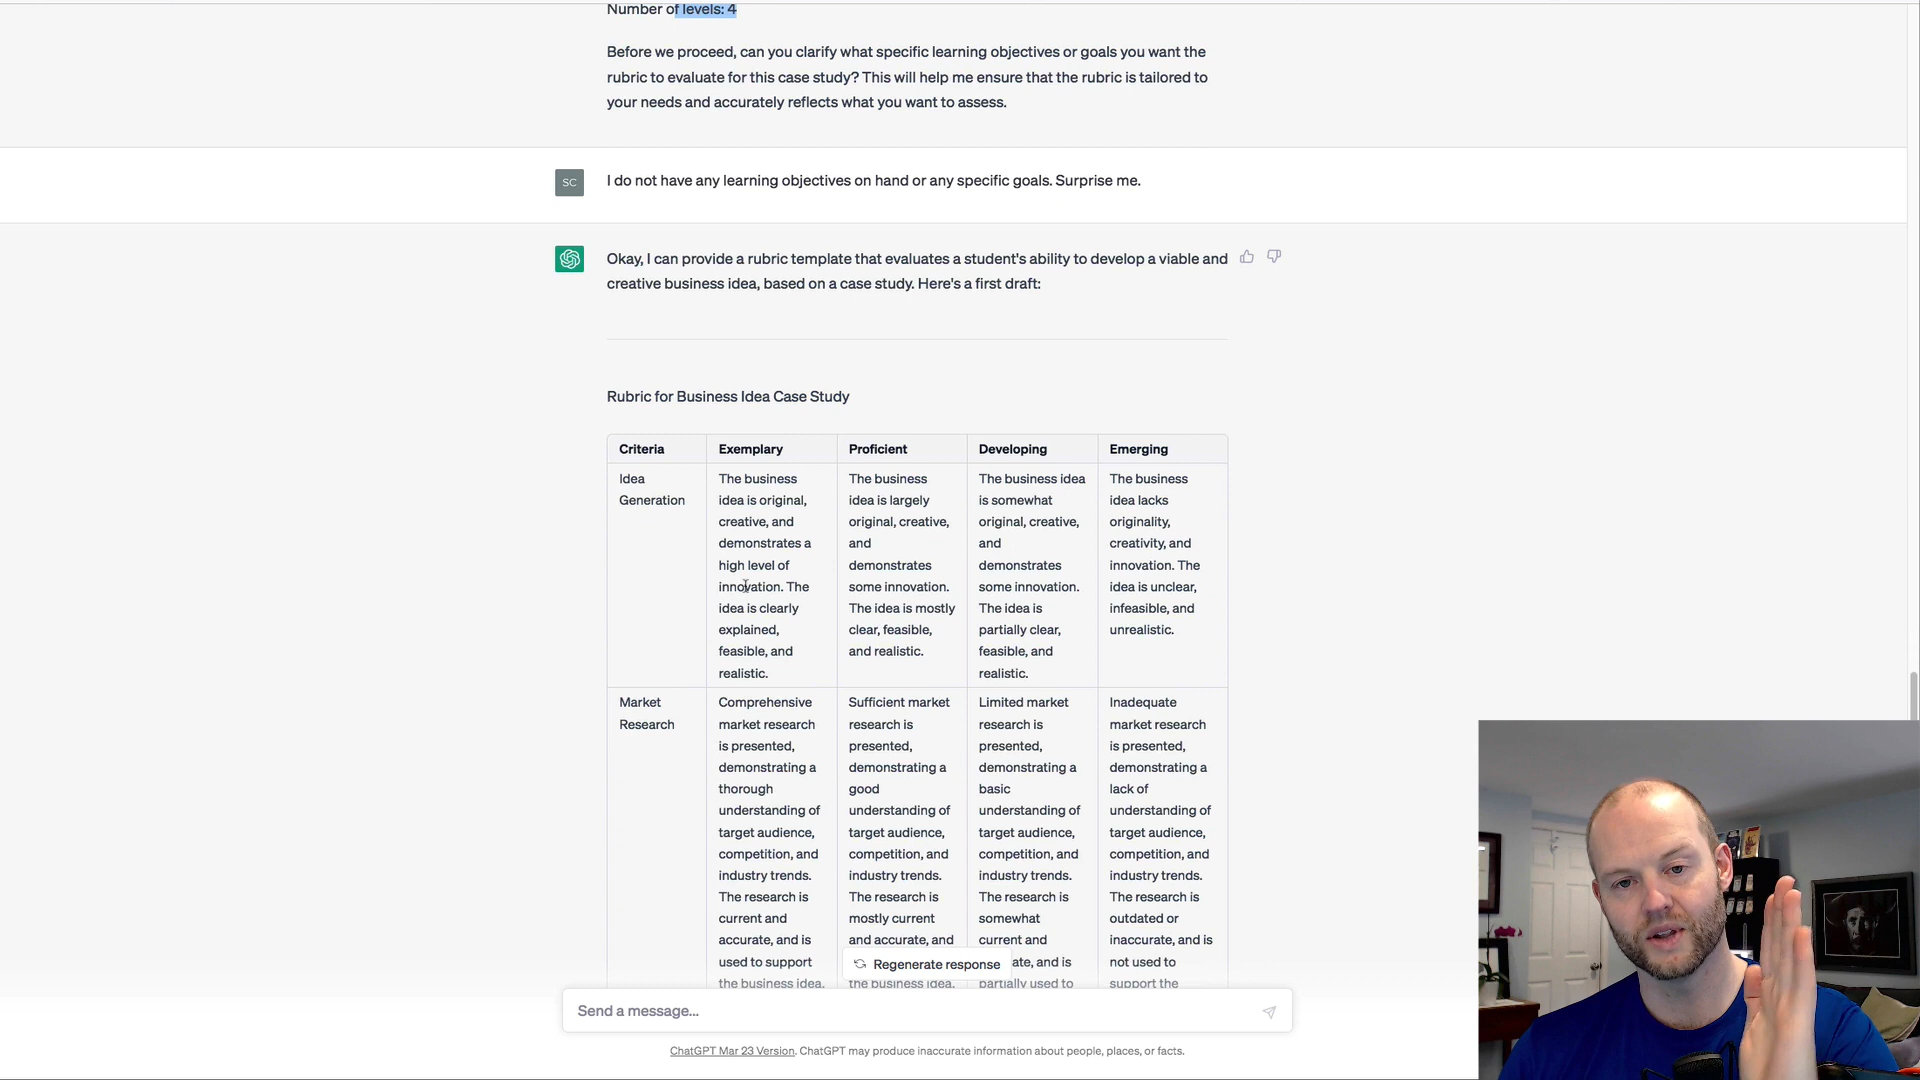 Number of levels: 4
Before we proceed, can you clarify what specific learning objectives or goals you want the
rubric to evaluate for this case study? This will help me ensure that the rubric is tailored to
your needs and accurately reflects what you want to assess.
SC
I do not have any learning objectives on hand or any specific goals. Surprise me.
Okay, I can provide a rubric template that evaluates a student's ability to develop a viable and
creative business idea, based on a case study. Here's a first draft:
Rubric for Business Idea Case Study
Criteria
Exemplary
Proficient
Developing
Emerging
Idea
Generation
The business
idea is original,
creative, and
demonstrates a
high level of
innovation. The
idea is clearly
explained,
feasible, and
realistic.
The business
idea is largely
original, creative,
and
demonstrates
some innovation.
The idea is mostly
clear, feasible,
and realistic.
The business idea
is somewhat
original, creative,
and
demonstrates
some innovation.
The idea is
partially clear,
feasible, and
realistic.
The business
idea lacks
originality,
creativity, and
innovation. The
idea is unclear,
infeasible, and
unrealistic.
Market
Research
Comprehensive
market research
is presented,
demonstrating a
thorough
understanding of
target audience,
competition, and
industry trends.
The research is
current and
accurate, and is
used to support
the business idea.
Sufficient market
research is
presented,
demonstrating a
good
understanding of
target audience,
competition, and
industry trends.
The research is
mostly current
and accurate, and
the business idea.
Limited market
research is
presented,
demonstrating a
basic
understanding of
target audience,
competition, and
industry trends.
The research is
somewhat
current and
ate, and is
partially used to
Inadequate
market research
is presented,
demonstrating a
lack of
understanding of
target audience,
competition, and
industry trends.
The research is
outdated or
inaccurate, and is
not used to
support the
Regenerate response
Send a message...
ChatGPT Mar 23 Version. ChatGPT may produce inaccurate information about people, places, or facts.